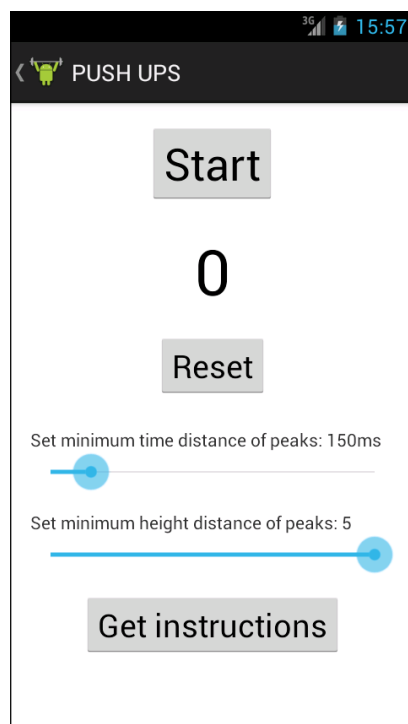 3G 15:57
PUSH UPS
Start
0
Reset
Set minimum time distance of peaks: 150ms
Set minimum height distance of peaks: 5
Get instructions